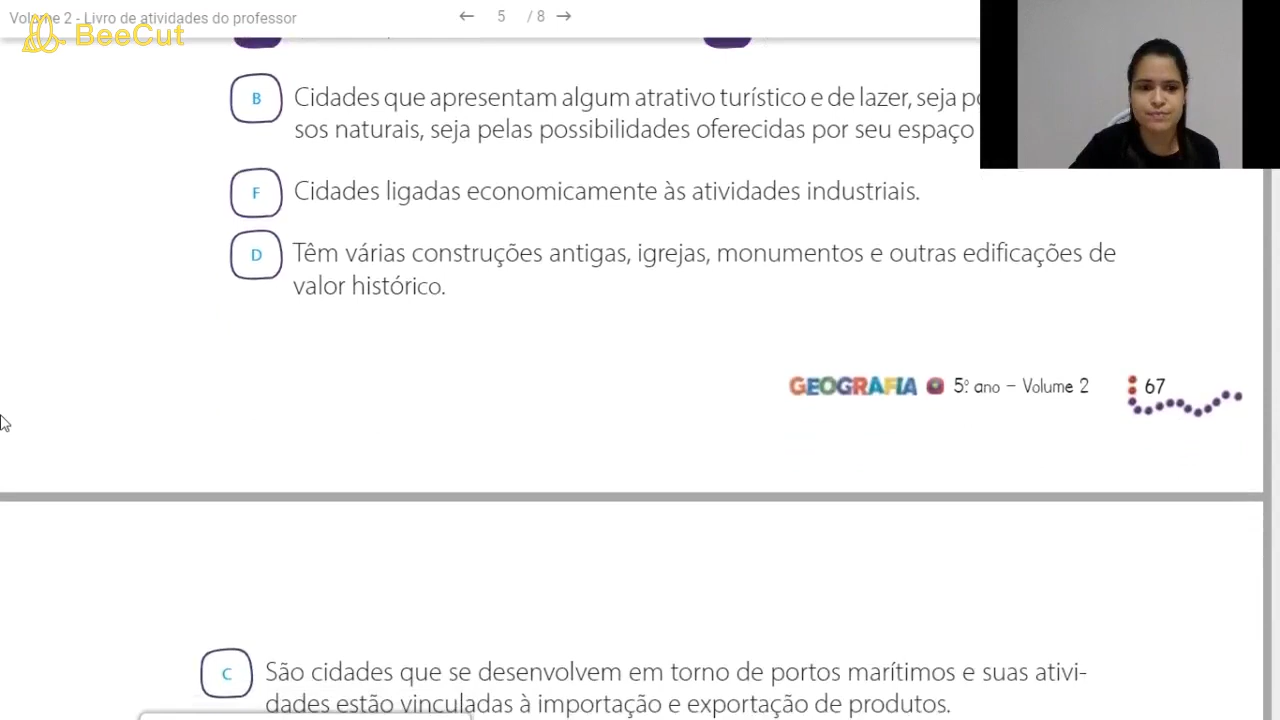 Volume 2 - Livro de atividades do professor
5 / 8
BeeCut
B Cidades que apresentam algum atrativo turístico e de lazer, seja
sos naturais, seja pelas possibilidades oferecidas por seu espaço
F Cidades ligadas economicamente às atividades industriais.
D Têm várias construções antigas, igrejas, monumentos e outras edificações de
valor histórico.
GEOGRAFIA 5º ano – Volume 2 67
C São cidades que se desenvolvem em torno de portos marítimos e suas ativi-
dades estão vinculadas à importação e exportação de produtos.